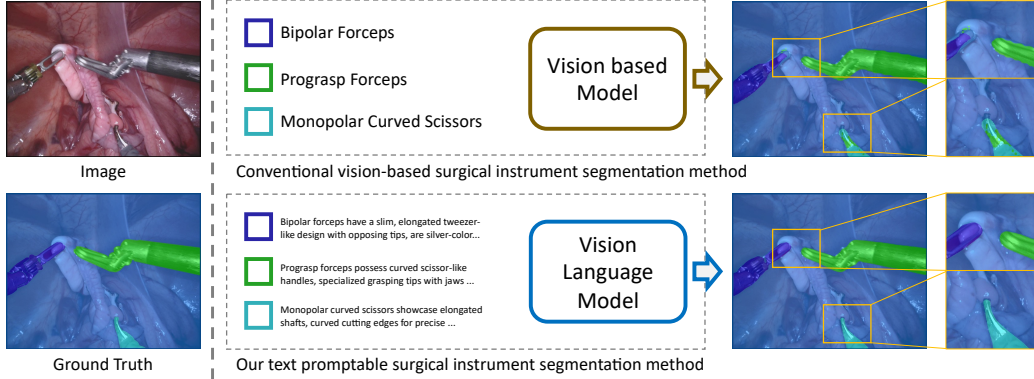 Image
Bipolar Forceps
Prograsp Forceps
Monopolar Curved Scissors
Vision based
Model
Conventional vision-based surgical instrument segmentation method
Ground Truth
Bipolar forceps have a slim, elongated tweezer-
like design with opposing tips, are silver-color...
Prograsp forceps possess curved scissor-like
handles, specialized grasping tips with jaws ...
Monopolar curved scissors showcase elongated
shafts, curved cutting edges for precise ...
Vision
Language
Model
Our text promptable surgical instrument segmentation method